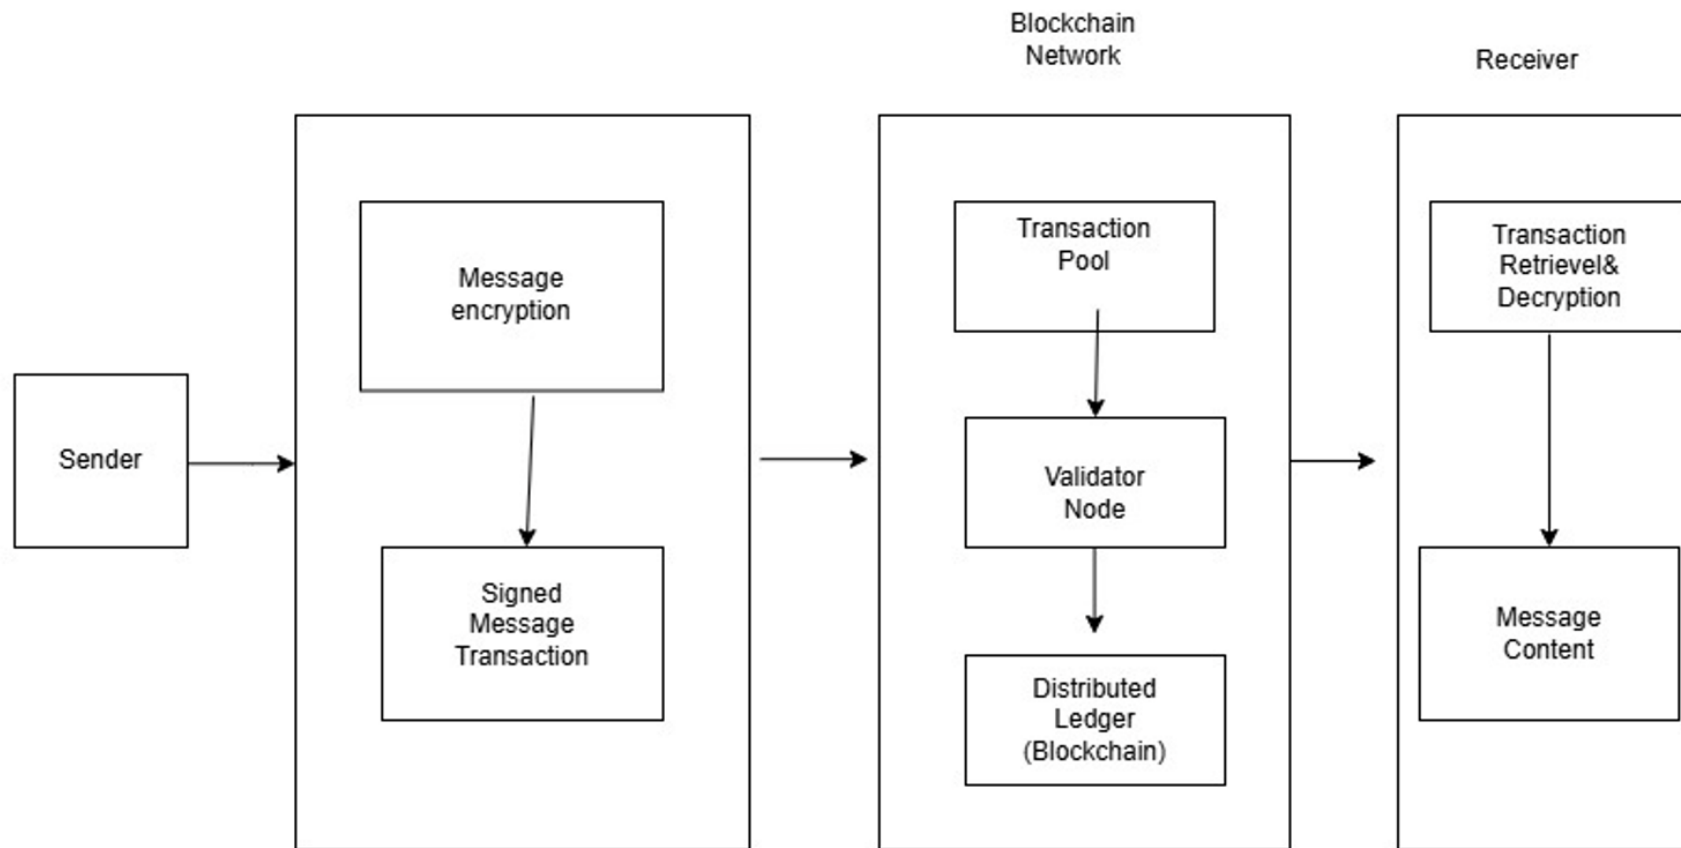 Blockchain
Network
Receiver
Message
encryption
Transaction
Pool
Transaction
Retrievel&
Decryption
Sender
Validator
Node
Signed
Message
Transaction
Message
Content
Distributed
Ledger
(Blockchain)